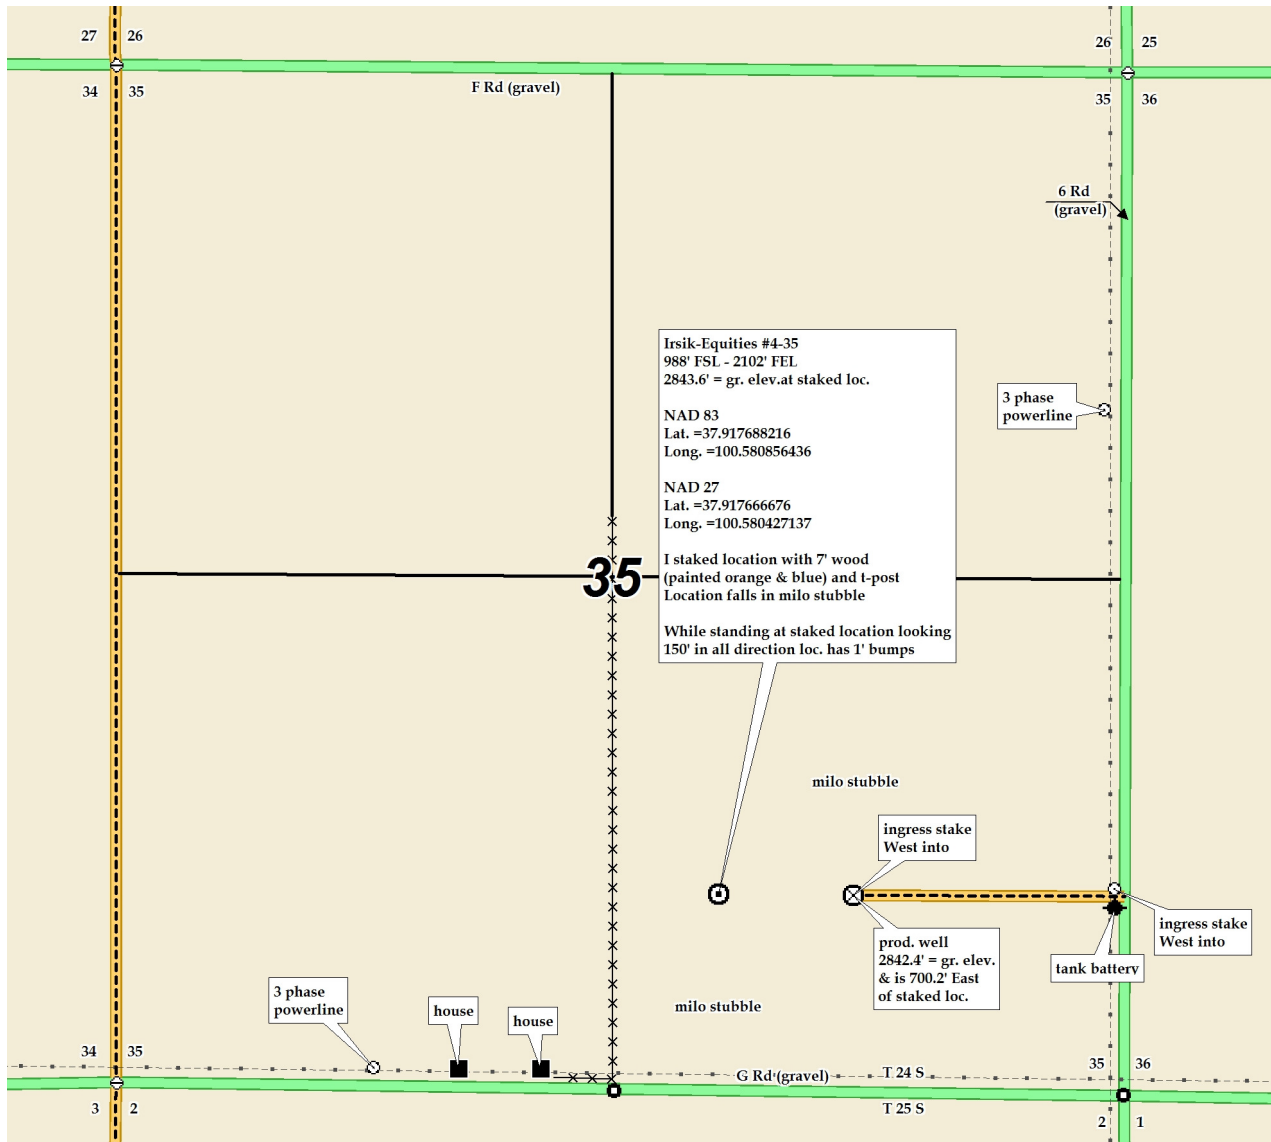 27 26
26 25
F Rd (gravel)
34 35
35 36
6 Rd
(gravel)
Irsik-Equities #4-35
988' FSL - 2102' FEL
2843.6' = gr. elev.at staked loc.
NAD 83
Lat. =37.917688216
Long. =100.580856436
NAD 27
Lat. =37.917666676
Long. =100.580427137
I staked location with 7' wood
(painted orange & blue) and t-post
Location falls in milo stubble
While standing at staked location looking
150' in all direction loc. has 1' bumps
3 phase
powerline
35
milo stubble
ingress stake
West into
ingress stake
West into
prod. well
2842.4' = gr. elev.
& is 700.2' East
of staked loc.
tank battery
3 phase
powerline
house
house
milo stubble
34 35
35 36
G Rd (gravel)
T 24 S
T 25 S
3 2
2 1